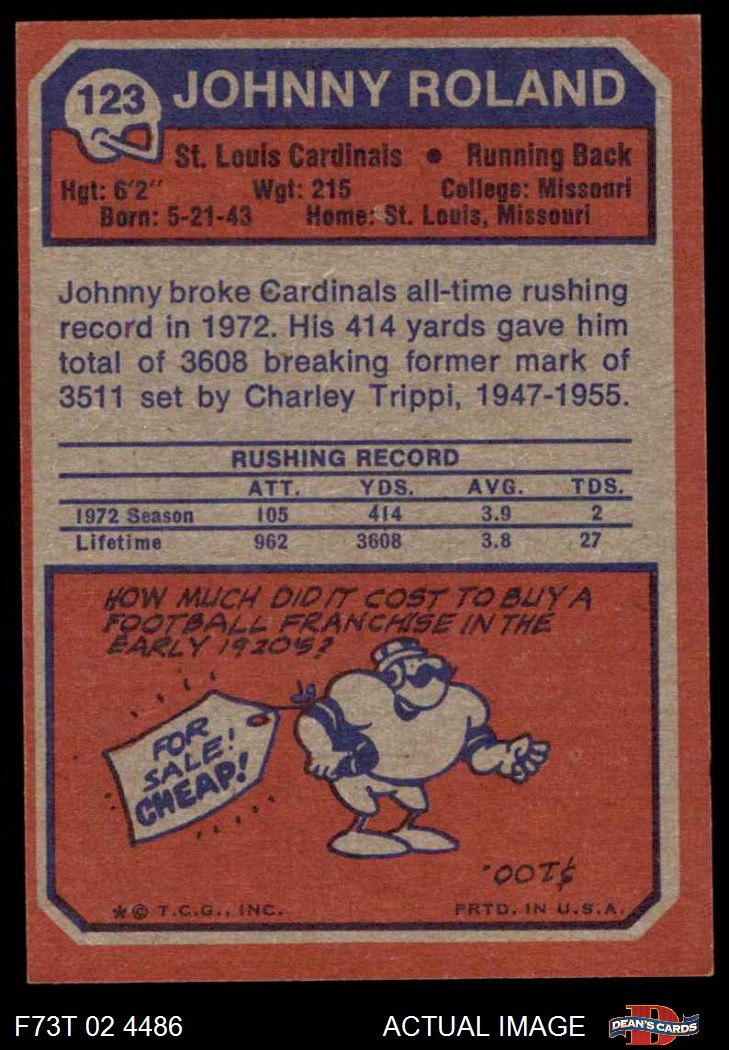 123 JOHNNY ROLAND
St. Louis Cardinals • Running Back
Hgt: 6'2" Wgt: 215 College: Missouri
Born: 5-21-43 Home: St. Louis, Missouri
Johnny broke Cardinals all-time rushing
record in 1972. His 414 yards gave him
total of 3608 breaking former mark of
3511 set by Charley Trippi, 1947-1955.
RUSHING RECORD
ATT. YDS. AVG. TDS.
1972 Season 105 414 3.9 2
Lifetime 962 3608 3.8 27
HOW MUCH DID IT COST TO BUY A
FOOTBALL FRANCHISE IN THE
EARLY 1920S?
FOR
SALE!
CHEAP!
$100.
* © T.C.G., INC. PRTD. IN U.S.A.
F73T 02 4486 ACTUAL IMAGE DEAN'S CARDS